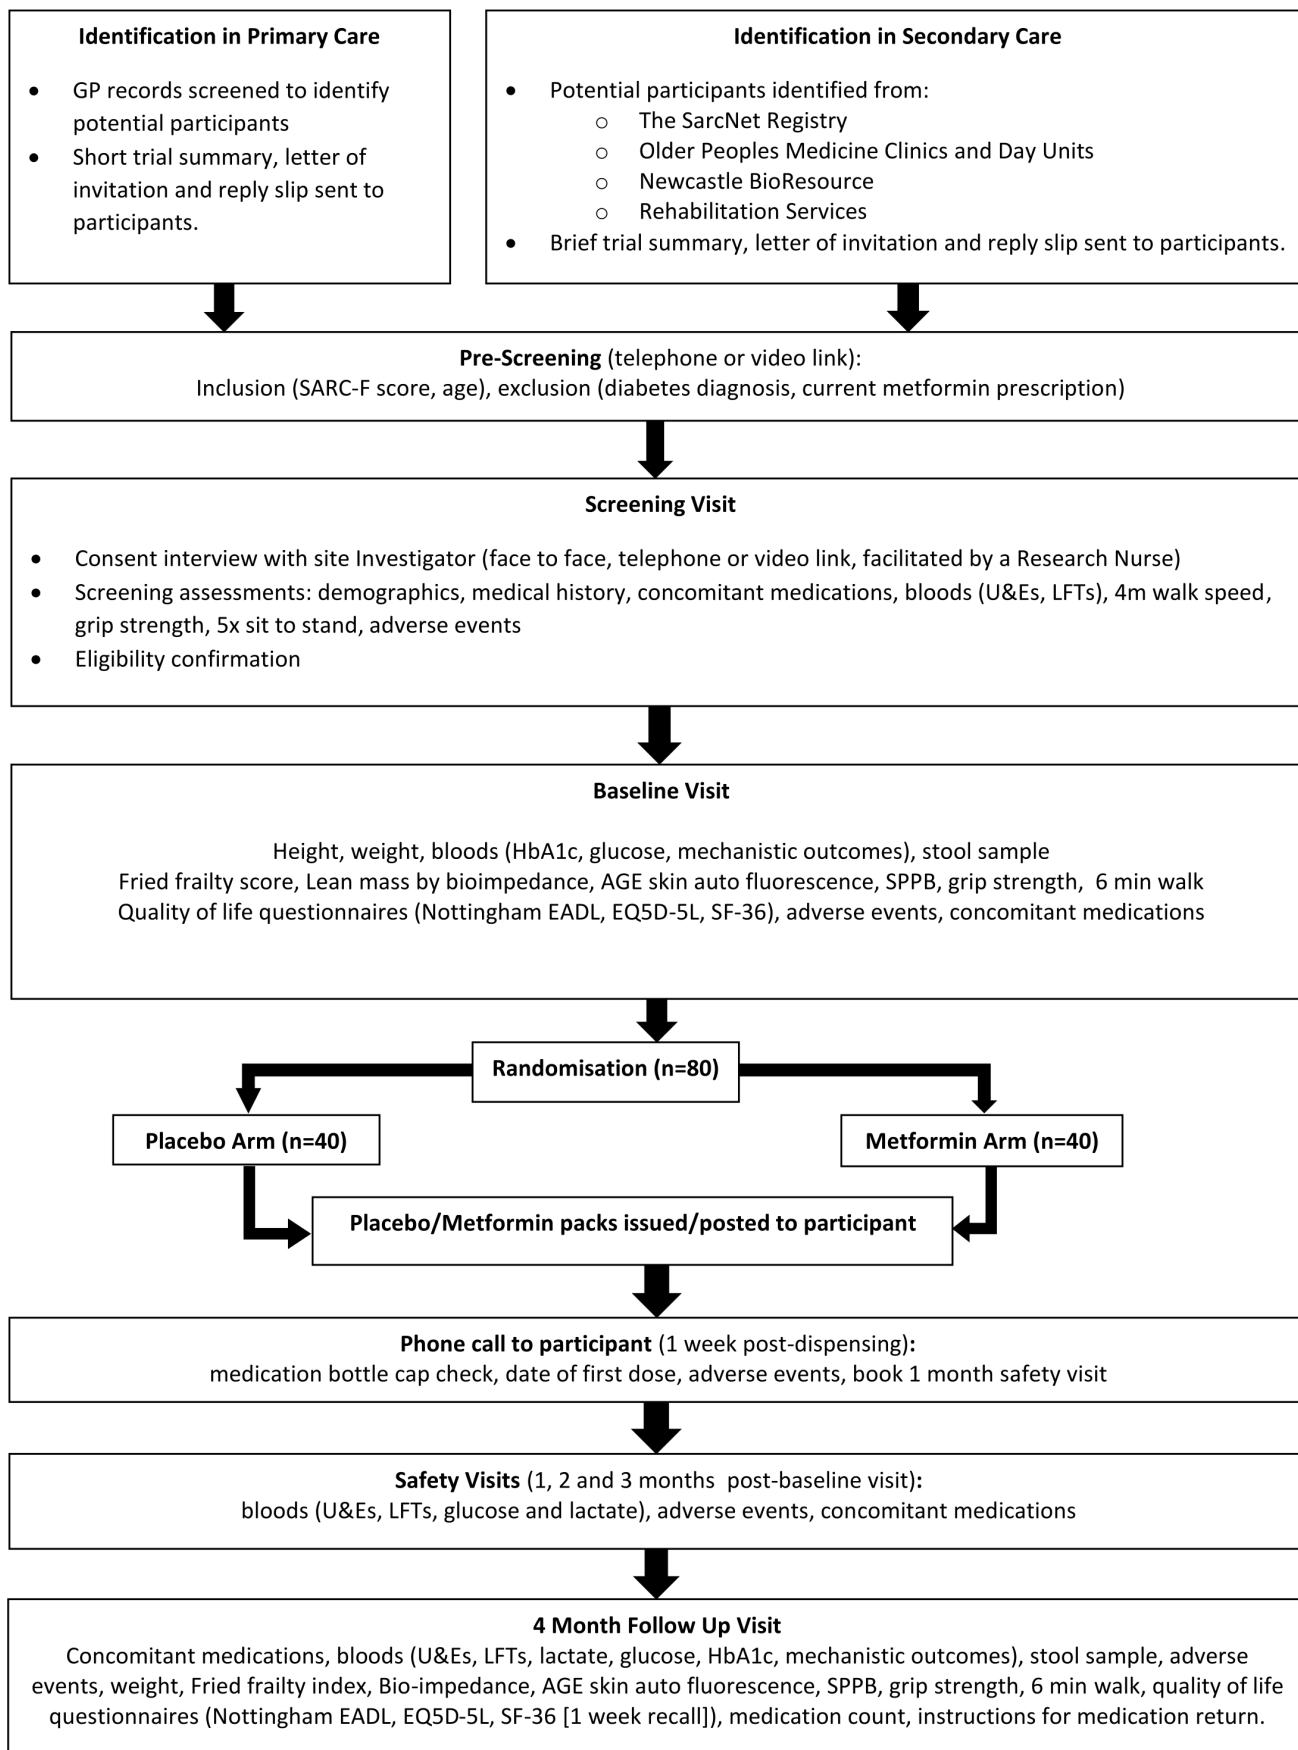 Identification in Primary Care
• GP records screened to identify
potential participants
• Short trial summary, letter of
invitation and reply slip sent to
participants.
Identification in Secondary Care
• Potential participants identified from:
o The SarcNet Registry
o Older Peoples Medicine Clinics and Day Units
o Newcastle BioResource
o Rehabilitation Services
• Brief trial summary, letter of invitation and reply slip sent to participants.
Pre-Screening (telephone or video link):
Inclusion (SARC-F score, age), exclusion (diabetes diagnosis, current metformin prescription)
Screening Visit
• Consent interview with site Investigator (face to face, telephone or video link, facilitated by a Research Nurse)
• Screening assessments: demographics, medical history, concomitant medications, bloods (U&Es, LFTs), 4m walk speed,
grip strength, 5x sit to stand, adverse events
• Eligibility confirmation
Baseline Visit
Height, weight, bloods (HbA1c, glucose, mechanistic outcomes), stool sample
Fried frailty score, Lean mass by bioimpedance, AGE skin auto fluorescence, SPPB, grip strength, 6 min walk
Quality of life questionnaires (Nottingham EADL, EQ5D-5L, SF-36), adverse events, concomitant medications
Randomisation (n=80)
Placebo Arm (n=40)
Metformin Arm (n=40)
Placebo/Metformin packs issued/posted to participant
Phone call to participant (1 week post-dispensing):
medication bottle cap check, date of first dose, adverse events, book 1 month safety visit
Safety Visits (1, 2 and 3 months post-baseline visit):
bloods (U&Es, LFTs, glucose and lactate), adverse events, concomitant medications
4 Month Follow Up Visit
Concomitant medications, bloods (U&Es, LFTs, lactate, glucose, HbA1c, mechanistic outcomes), stool sample, adverse
events, weight, Fried frailty index, Bio-impedance, AGE skin auto fluorescence, SPPB, grip strength, 6 min walk, quality of life
questionnaires (Nottingham EADL, EQ5D-5L, SF-36 [1 week recall]), medication count, instructions for medication return.